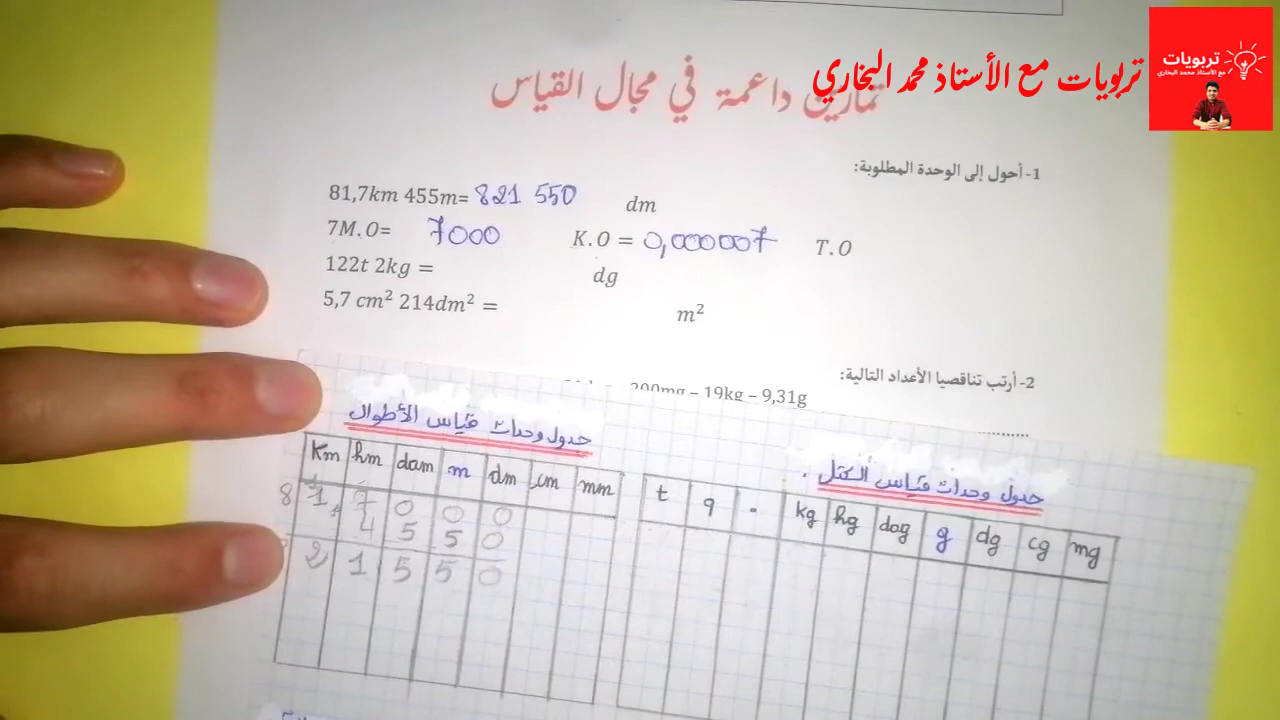 تربويات مع الأستاذ محمد البخاري
تربويات
مع الأستاذ محمد البخاري
تمارين داعمة في مجال القياس
1- أحول إلى الوحدة المطلوبة:
81,7km 455m= 821 550 dm
7M.O= 7000 K.O = 0,000007 T.O
122t 2kg = dg
5,7 cm² 214dm² = m²
2- أرتب تناقصيا الأعداد التالية:
200mg – 19kg – 9,31g
جدول وحدات قياس الأطوال
Km hm dam m dm cm mm
8 1, 7 0 0 0
4 5 5 0
2 1 5 5 0
جدول وحدات قياس الكتل.
t q . kg hg dag g dg cg mg